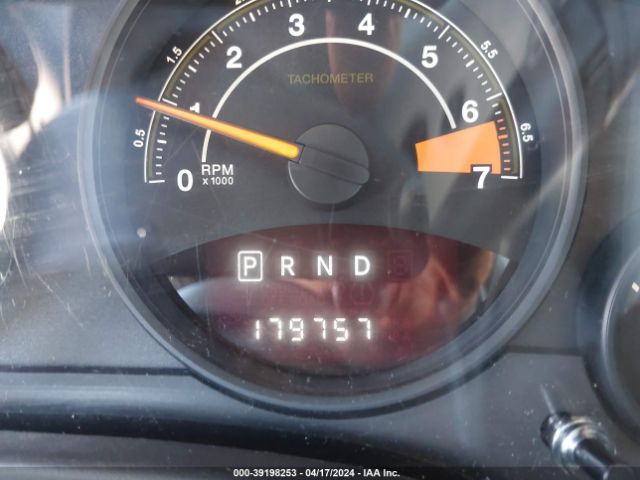 0 0.5 1 1.5 2 3 4 5 5.5 6 6.5 7
TACHOMETER
RPM
x 1000
P R N D
179757
000-39198253 - 04/17/2024 - IAA Inc.